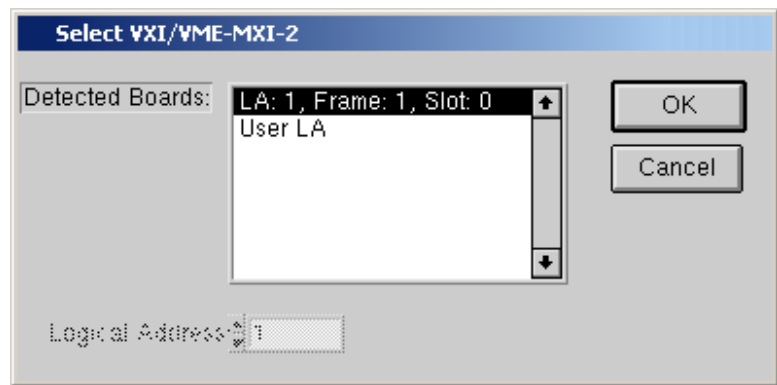 Select VXI/VME-MXI-2
Detected Boards:
LA: 1, Frame: 1, Slot: 0
User LA
OK
Cancel
Logical Address: 1